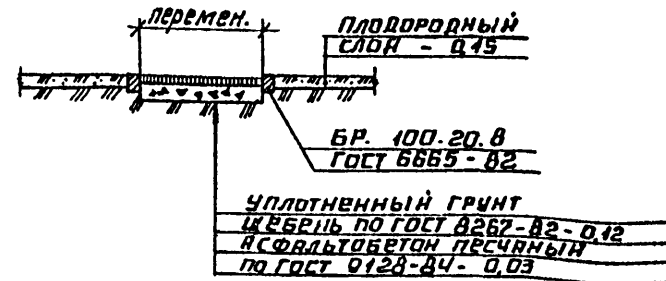 перемен.
ПЛОДОРОДНЫЙ
СЛОЙ - 0,15
БР. 100.20.8
ГОСТ 6665-82
УПЛОТНЕННЫЙ ГРУНТ
ЩЕБЕНЬ ПО ГОСТ 8267-82-0,12
АСФАЛЬТОБЕТОН ПЕСЧАНЫЙ
ПО ГОСТ 9128-84- 0,03